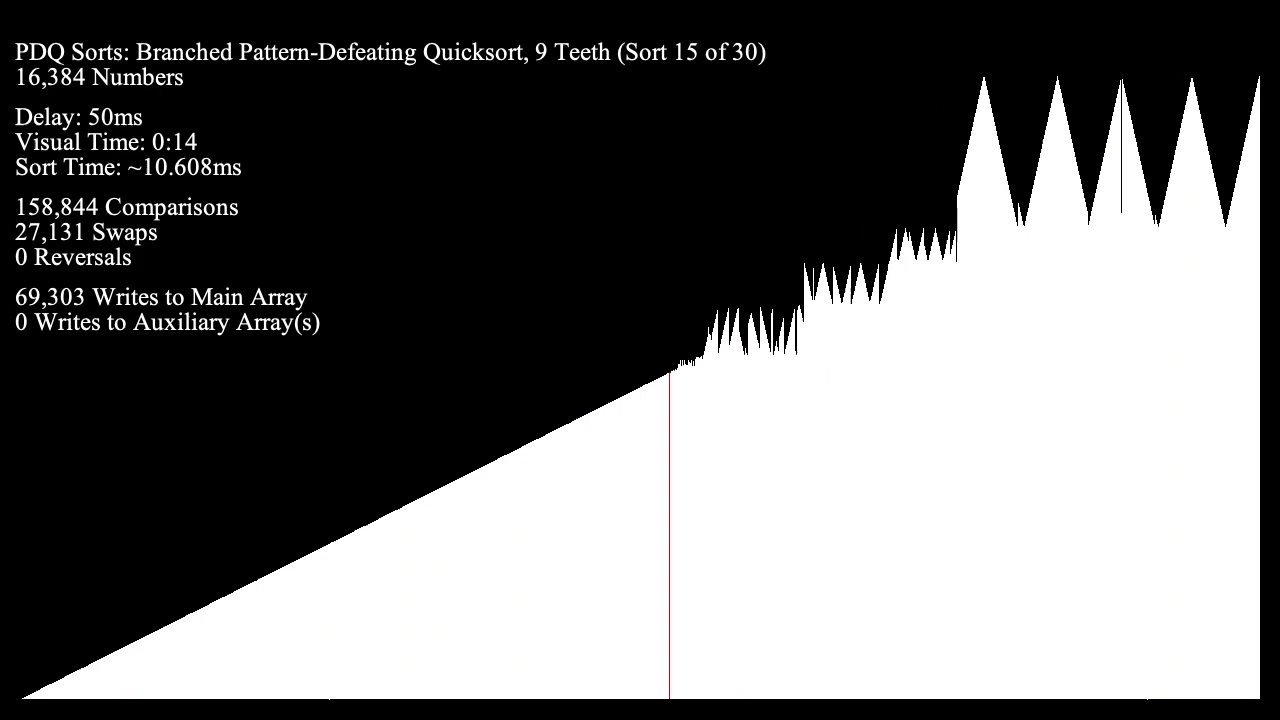 PDQ Sorts: Branched Pattern-Defeating Quicksort, 9 Teeth (Sort 15 of 30)
16,384 Numbers
Delay: 50ms
Visual Time: 0:14
Sort Time: ~10.608ms
158,844 Comparisons
27,131 Swaps
0 Reversals
69,303 Writes to Main Array
0 Writes to Auxiliary Array(s)